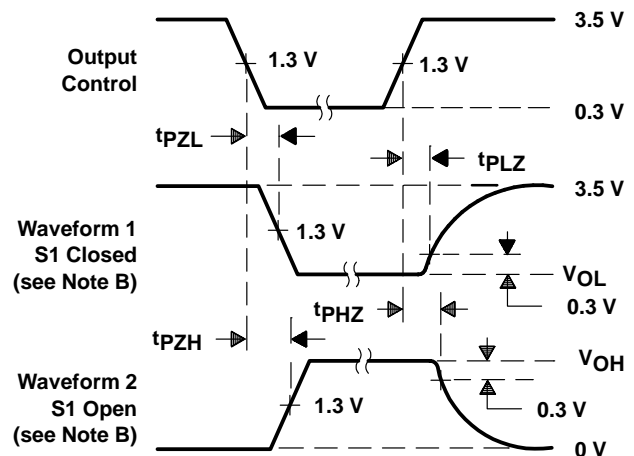 3.5 V
Output
Control
1.3 V
1.3 V
0.3 V
tPZL
tPLZ
3.5 V
Waveform 1
S1 Closed
(see Note B)
1.3 V
VOL
0.3 V
tPHZ
tPZH
VOH
Waveform 2
S1 Open
(see Note B)
1.3 V
0.3 V
0 V